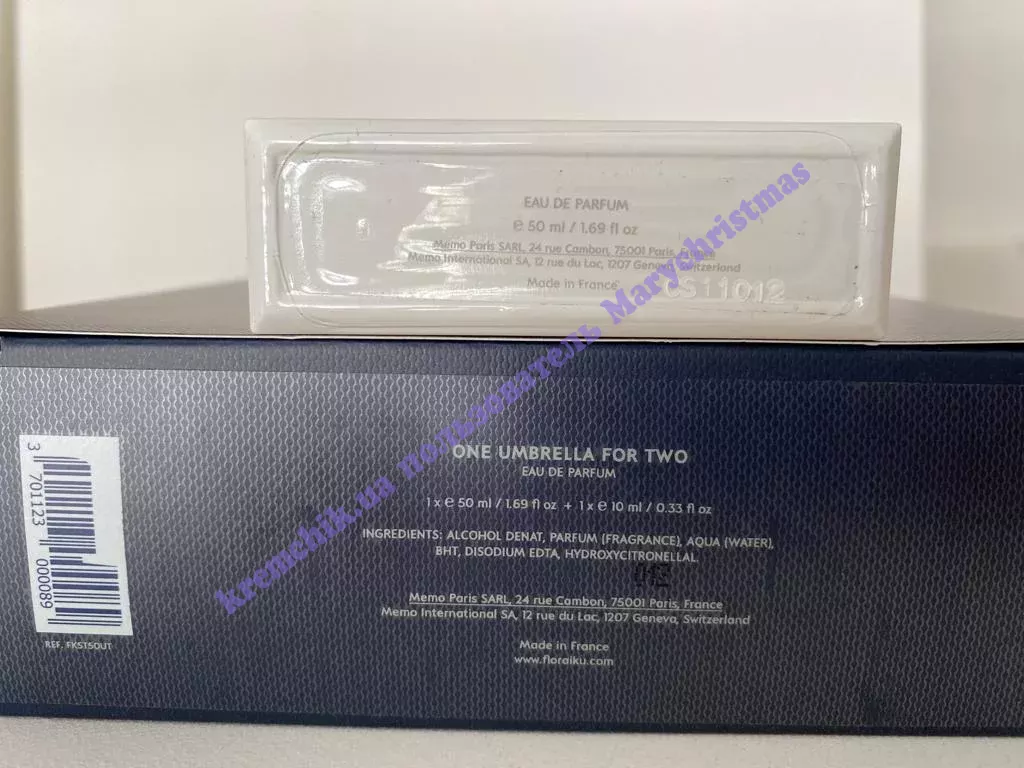 EAU DE PARFUM
℮ 50 ml / 1.69 fl oz
Memo Paris SARL, 24 rue Cambon, 75001 Paris, France
Memo International SA, 12 rue du Lac, 1207 Geneva, Switzerland
Made in France
CS11012
kremchik.ua пользователь Marychristmas
ONE UMBRELLA FOR TWO
EAU DE PARFUM
1 x ℮ 50 ml / 1.69 fl oz + 1 x ℮ 10 ml / 0.33 fl oz
INGREDIENTS: ALCOHOL DENAT, PARFUM (FRAGRANCE), AQUA (WATER),
BHT, DISODIUM EDTA, HYDROXYCITRONELLAL.
012
Memo Paris SARL, 24 rue Cambon, 75001 Paris, France
Memo International SA, 12 rue du Lac, 1207 Geneva, Switzerland
Made in France
www.floraiku.com
3 701123 000089
REF. FKST50UT